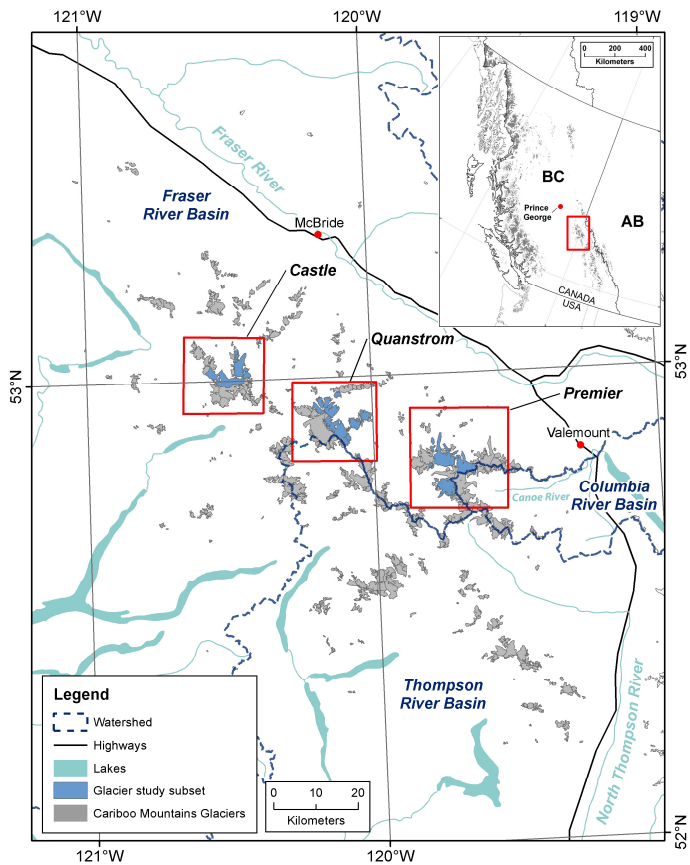 121°W
120°W
119°W
0 200 400
Kilometers
BC
AB
Prince
George
CANADA
USA
Fraser River
Fraser
River Basin
McBride
Castle
Quanstrom
Premier
53°N
53°N
Valemount
Canoe River
Columbia
River Basin
Thompson
River Basin
North Thompson River
Legend
Watershed
Highways
Lakes
Glacier study subset
Cariboo Mountains Glaciers
0 10 20
Kilometers
52°N
121°W
120°W